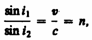 sin i₁ / sin i₂ = v / c = n,